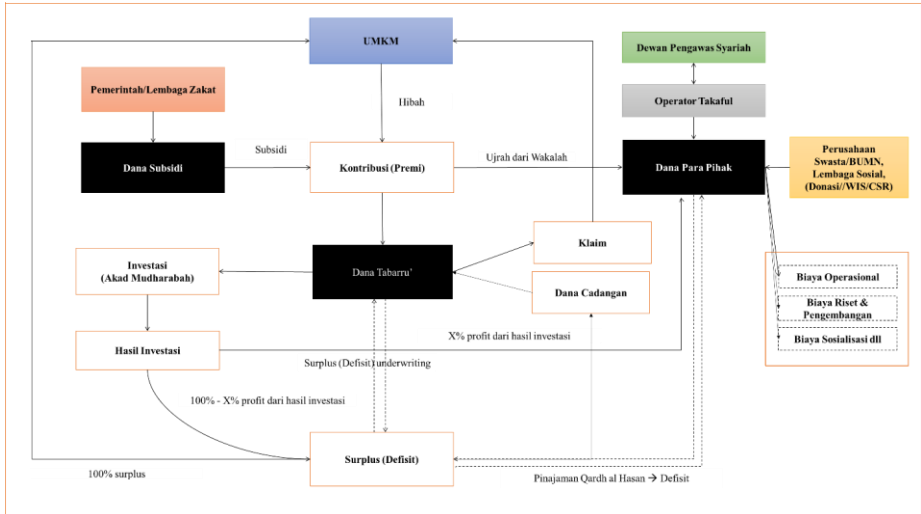 UMKM
Dewan Pengawas Syariah
Pemerintah/Lembaga Zakat
Operator Takaful
Hibah
Dana Subsidi
Subsidi
Kontribusi (Premi)
Ujrah dari Wakalah
Dana Para Pihak
Perusahaan
Swasta/BUMN,
Lembaga Sosial,
(Donasi//WIS/CSR)
Klaim
Investasi
(Akad Mudharabah)
Dana Tabarru’
Dana Cadangan
Biaya Operasional
Biaya Riset &
Pengembangan
Biaya Sosialisasi dll
Hasil Investasi
X% profit dari hasil investasi
Surplus (Defisit) underwriting
100% - X% profit dari hasil investasi
Surplus (Defisit)
100% surplus
Pinajaman Qardh al Hasan → Defisit